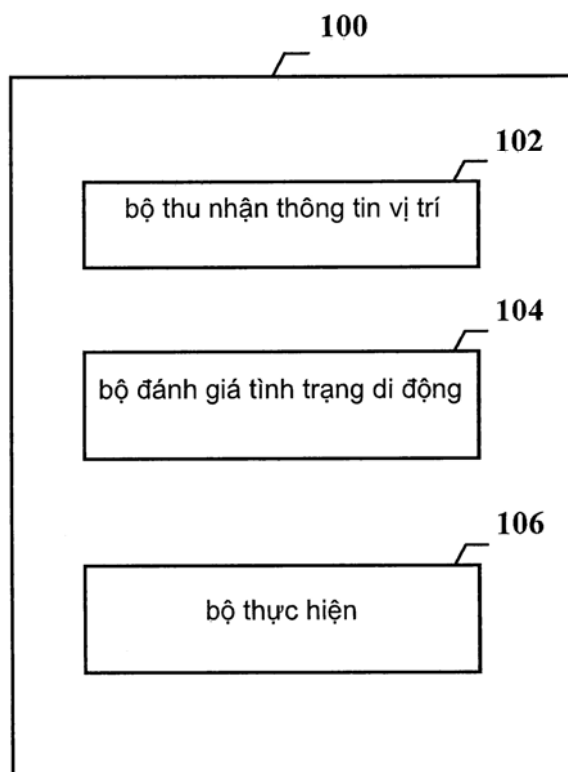 100
102
bộ thu nhận thông tin vị trí
104
bộ đánh giá tình trạng di động
106
bộ thực hiện